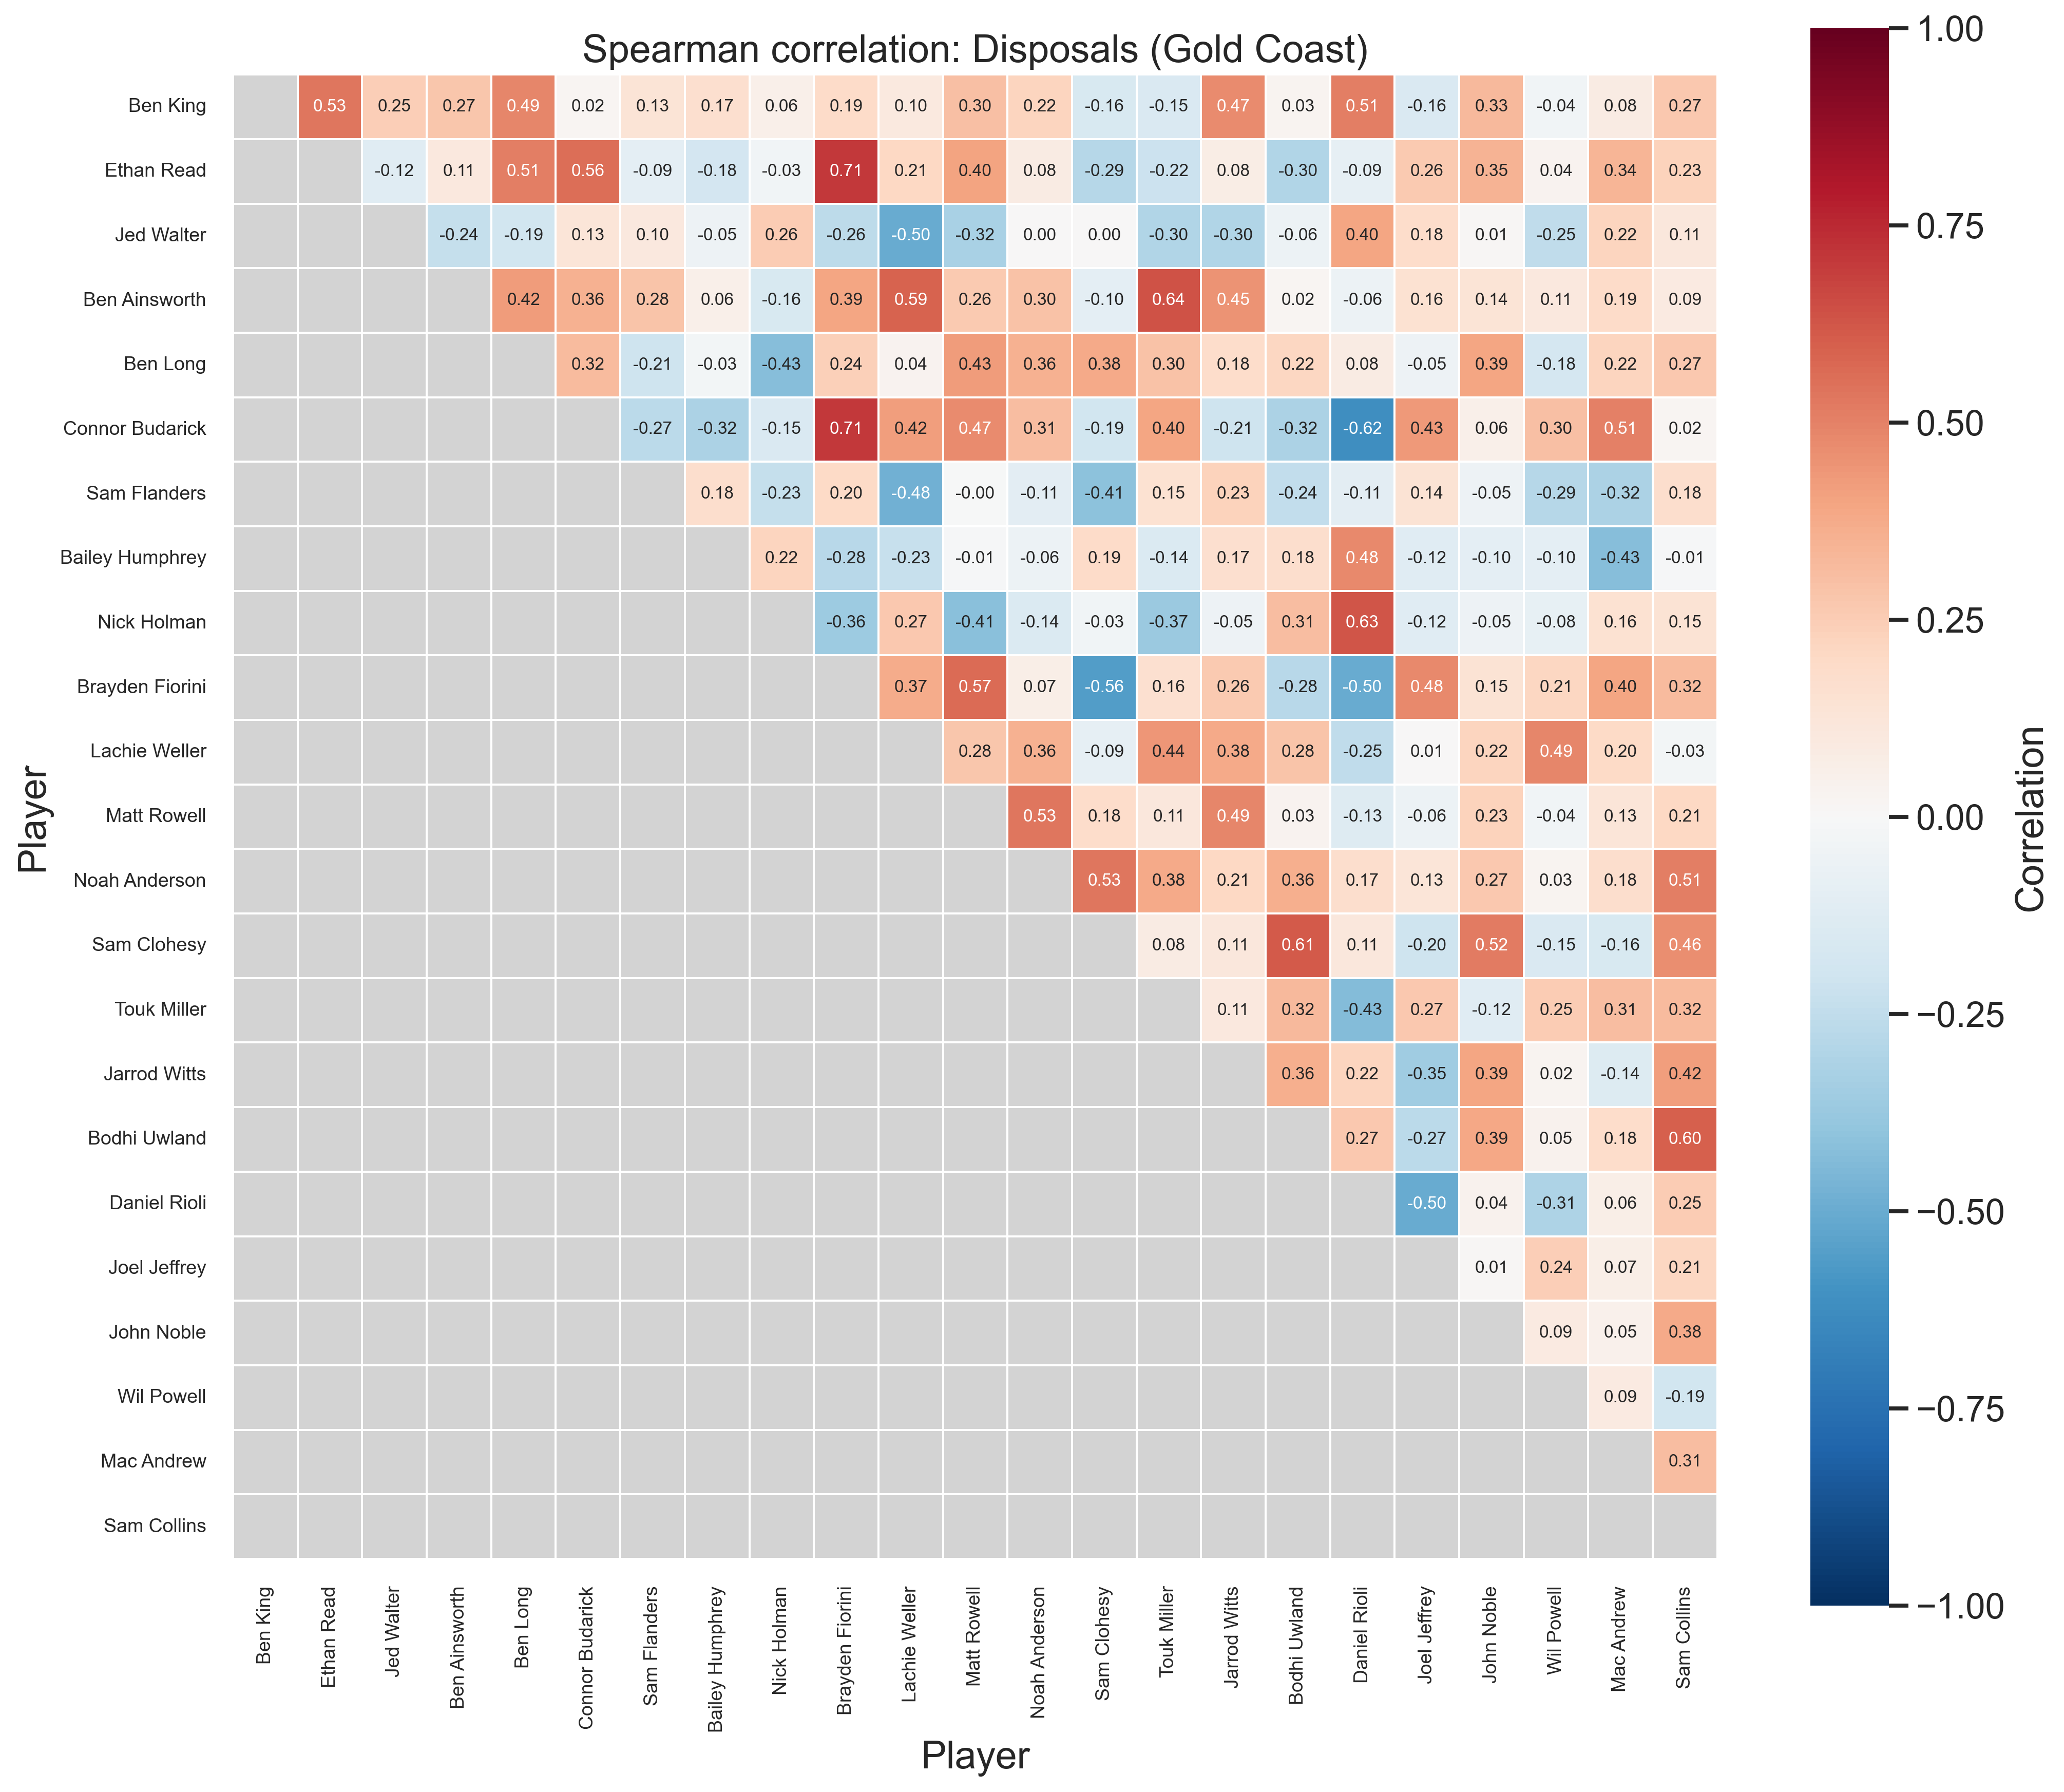 Spearman correlation: Disposals (Gold Coast)
Ben King 0.53 0.25 0.27 0.49 0.02 0.13 0.17 0.06 0.19 0.10 0.30 0.22 -0.16 -0.15 0.47 0.03 0.51 -0.16 0.33 -0.04 0.08 0.27
Ethan Read -0.12 0.11 0.51 0.56 -0.09 -0.18 -0.03 0.71 0.21 0.40 0.08 -0.29 -0.22 0.08 -0.30 -0.09 0.26 0.35 0.04 0.34 0.23
Jed Walter -0.24 -0.19 0.13 0.10 -0.05 0.26 -0.26 -0.50 -0.32 0.00 0.00 -0.30 -0.30 -0.06 0.40 0.18 0.01 -0.25 0.22 0.11
Ben Ainsworth 0.42 0.36 0.28 0.06 -0.16 0.39 0.59 0.26 0.30 -0.10 0.64 0.45 0.02 -0.06 0.16 0.14 0.11 0.19 0.09
Ben Long 0.32 -0.21 -0.03 -0.43 0.24 0.04 0.43 0.36 0.38 0.30 0.18 0.22 0.08 -0.05 0.39 -0.18 0.22 0.27
Connor Budarick -0.27 -0.32 -0.15 0.71 0.42 0.47 0.31 -0.19 0.40 -0.21 -0.32 -0.62 0.43 0.06 0.30 0.51 0.02
Sam Flanders 0.18 -0.23 0.20 -0.48 -0.00 -0.11 -0.41 0.15 0.23 -0.24 -0.11 0.14 -0.05 -0.29 -0.32 0.18
Bailey Humphrey 0.22 -0.28 -0.23 -0.01 -0.06 0.19 -0.14 0.17 0.18 0.48 -0.12 -0.10 -0.10 -0.43 -0.01
Nick Holman -0.36 0.27 -0.41 -0.14 -0.03 -0.37 -0.05 0.31 0.63 -0.12 -0.05 -0.08 0.16 0.15
Brayden Fiorini 0.37 0.57 0.07 -0.56 0.16 0.26 -0.28 -0.50 0.48 0.15 0.21 0.40 0.32
Lachie Weller 0.28 0.36 -0.09 0.44 0.38 0.28 -0.25 0.01 0.22 0.49 0.20 -0.03
Matt Rowell 0.53 0.18 0.11 0.49 0.03 -0.13 -0.06 0.23 -0.04 0.13 0.21
Noah Anderson 0.53 0.38 0.21 0.36 0.17 0.13 0.27 0.03 0.18 0.51
Sam Clohesy 0.08 0.11 0.61 0.11 -0.20 0.52 -0.15 -0.16 0.46
Touk Miller 0.11 0.32 -0.43 0.27 -0.12 0.25 0.31 0.32
Jarrod Witts 0.36 0.22 -0.35 0.39 0.02 -0.14 0.42
Bodhi Uwland 0.27 -0.27 0.39 0.05 0.18 0.60
Daniel Rioli -0.50 0.04 -0.31 0.06 0.25
Joel Jeffrey 0.01 0.24 0.07 0.21
John Noble 0.09 0.05 0.38
Wil Powell 0.09 -0.19
Mac Andrew 0.31
Sam Collins
Player
Ben King
Ethan Read
Jed Walter
Ben Ainsworth
Ben Long
Connor Budarick
Sam Flanders
Bailey Humphrey
Nick Holman
Brayden Fiorini
Lachie Weller
Matt Rowell
Noah Anderson
Sam Clohesy
Touk Miller
Jarrod Witts
Bodhi Uwland
Daniel Rioli
Joel Jeffrey
John Noble
Wil Powell
Mac Andrew
Sam Collins
Player
1.00
0.75
0.50
0.25
0.00
−0.25
−0.50
−0.75
−1.00
Correlation